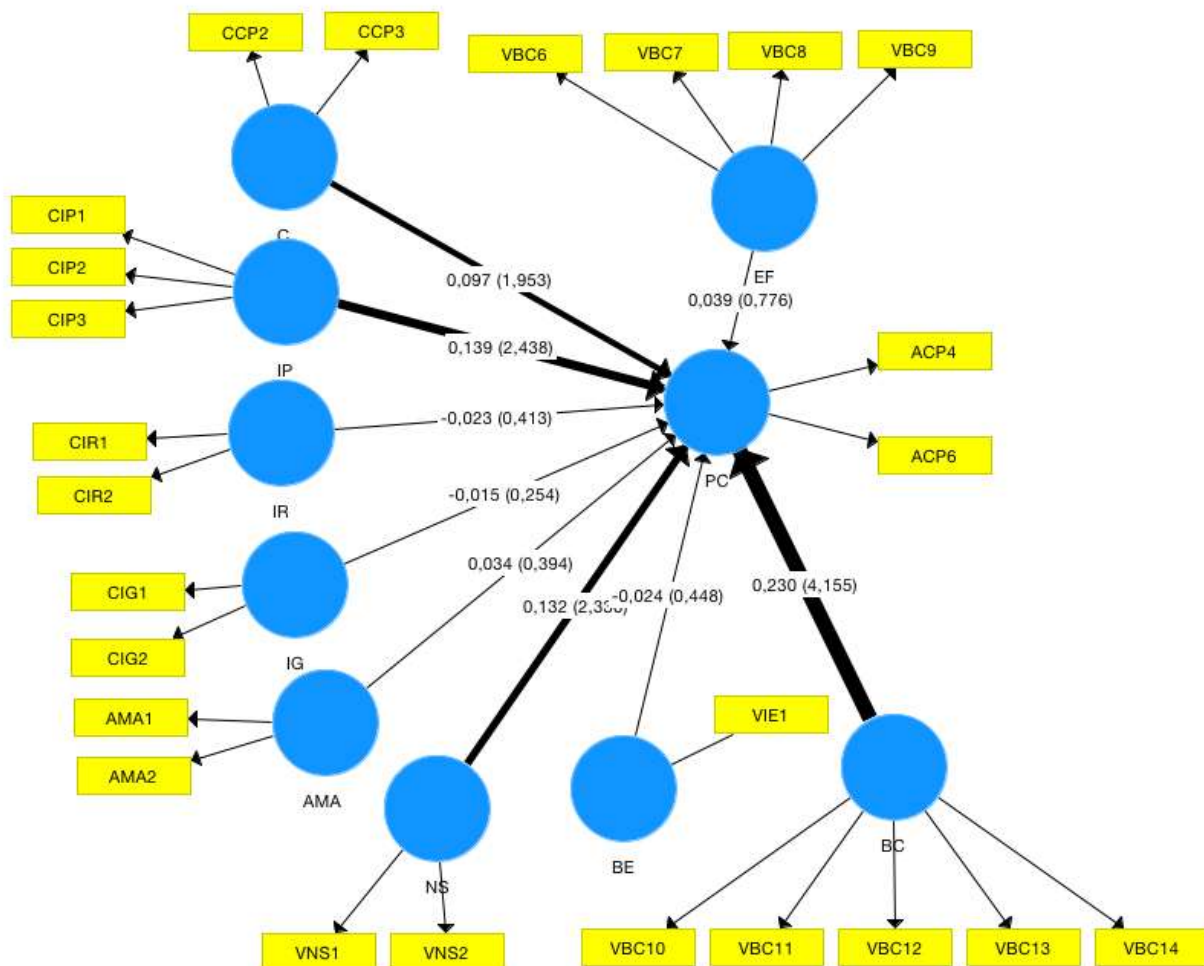 CCP2
CCP3
VBC6
VBC7
VBC8
VBC9
CIP1
CIP2
CIP3
EF
0,097 (1,953)
0,039 (0,776)
0,139 (2,438)
IP
ACP4
ACP6
PC
CIR1
CIR2
-0,023 (0,413)
IR
-0,015 (0,254)
CIG1
CIG2
IG
0,034 (0,394)
0,132
-0,024 (0,448)
0,230 (4,155)
AMA1
AMA2
AMA
VIE1
NS
BE
BC
VNS1
VNS2
VBC10
VBC11
VBC12
VBC13
VBC14